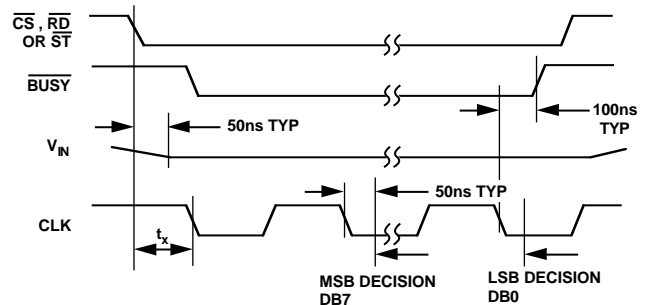 CS , RD
OR ST
BUSY
100ns
TYP
50ns TYP
VIN
50ns TYP
CLK
tx
MSB DECISION
DB7
LSB DECISION
DB0